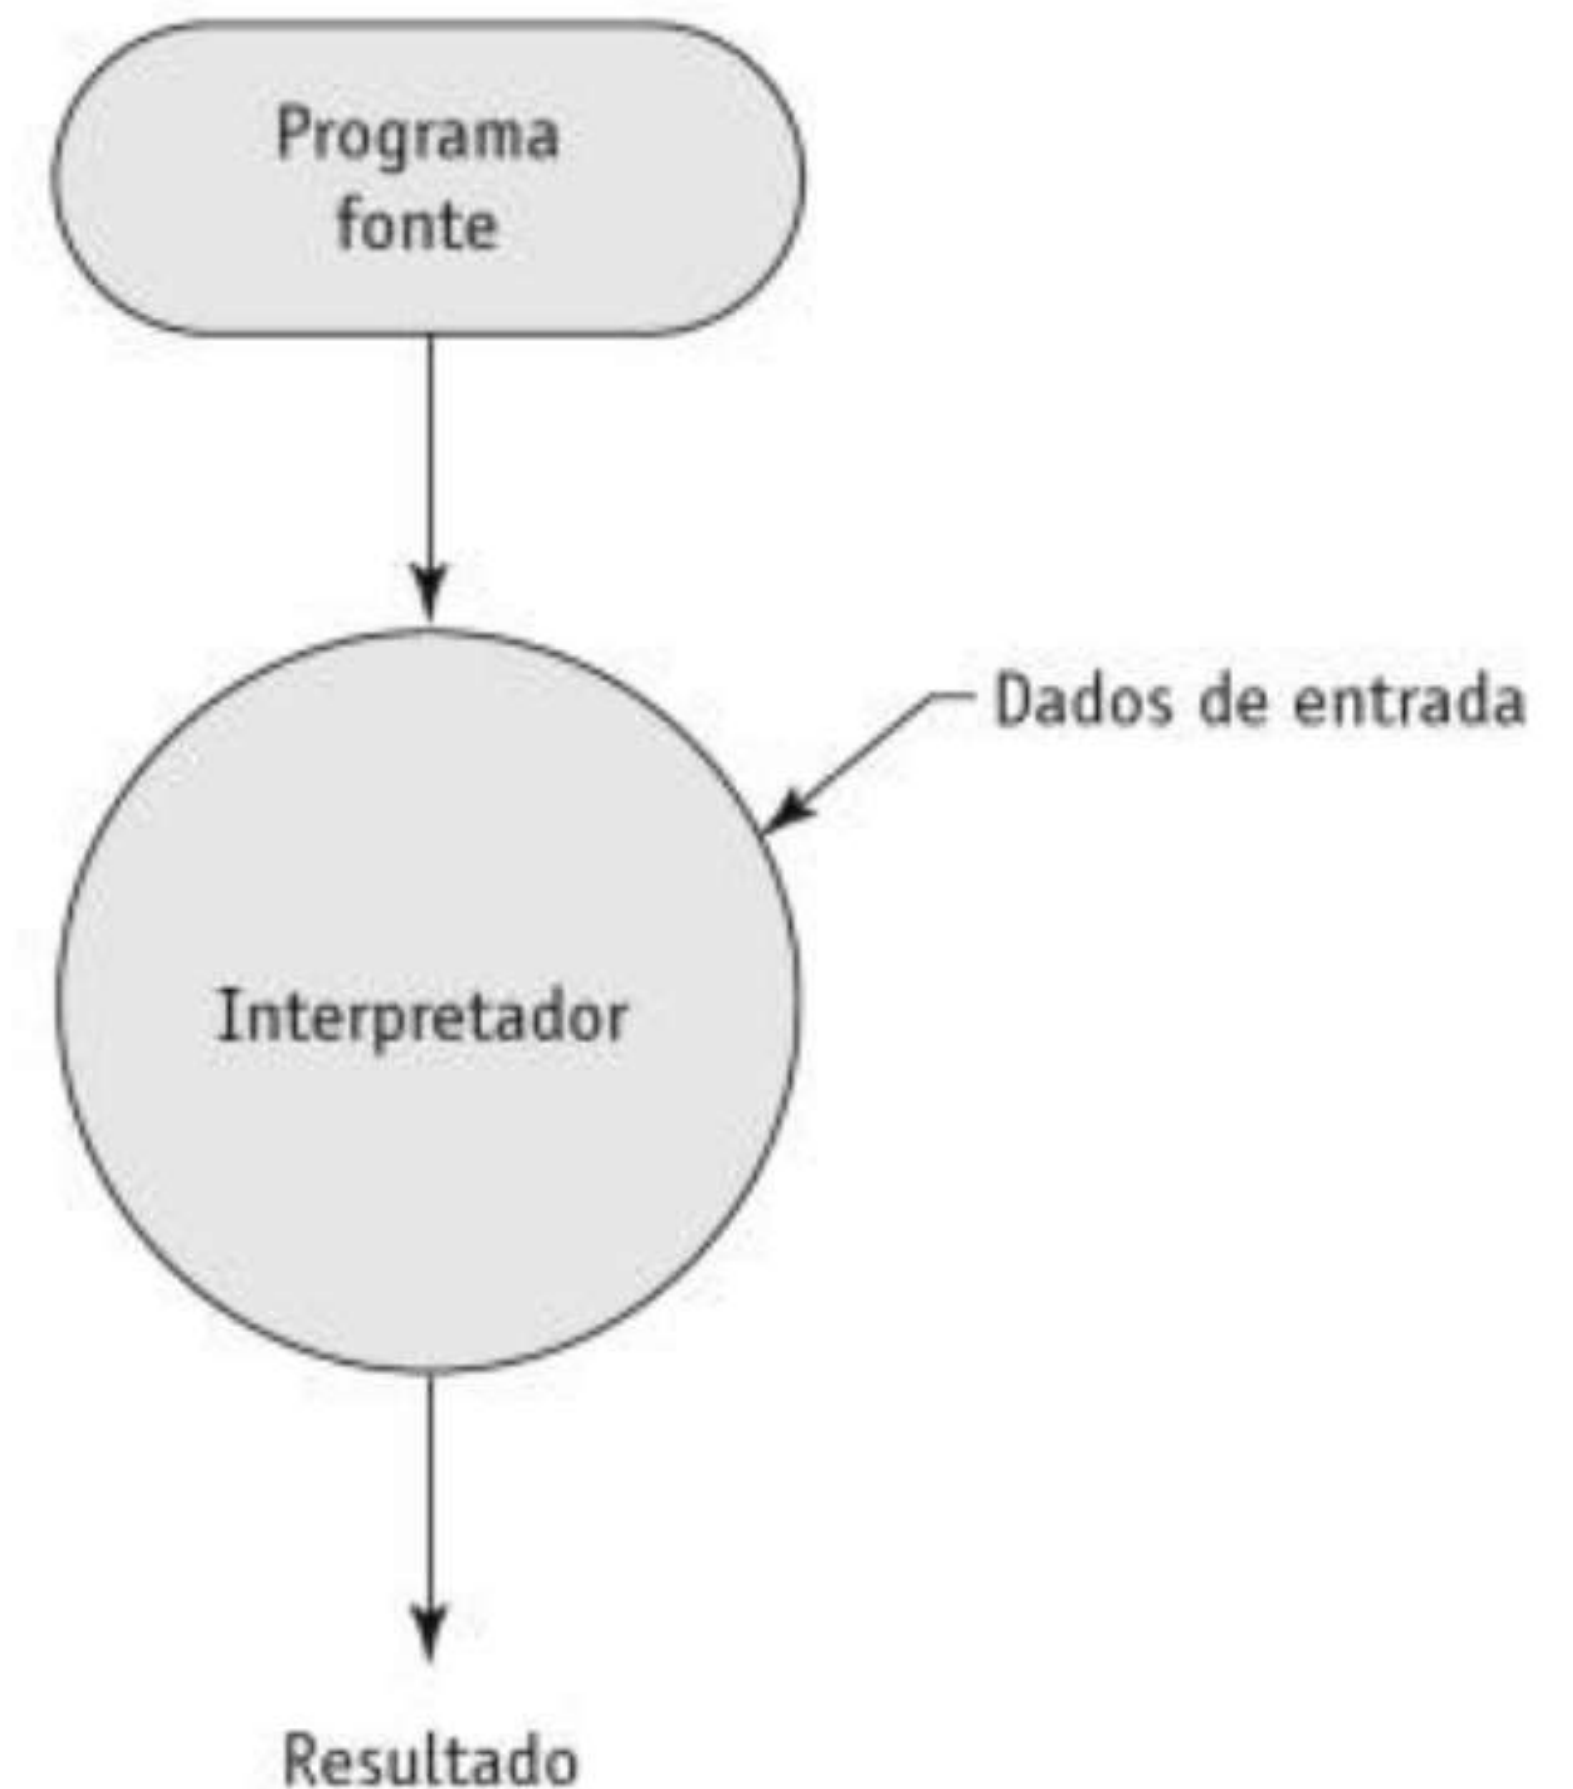 Programa
fonte
Dados de entrada
Interpretador
Resultado